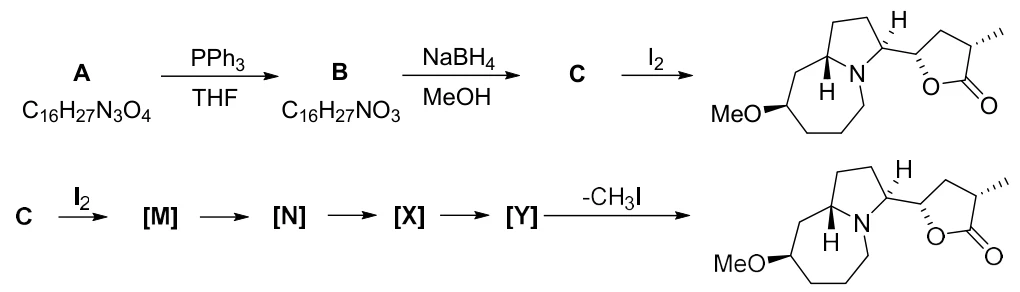 A PPh3 B NaBH4 C I2
C16H27N3O4 THF C16H27NO3 MeOH
H
N
H
O
O
MeO
C I2 [M] [N] [X] [Y] -CH3I
H
N
H
O
O
MeO